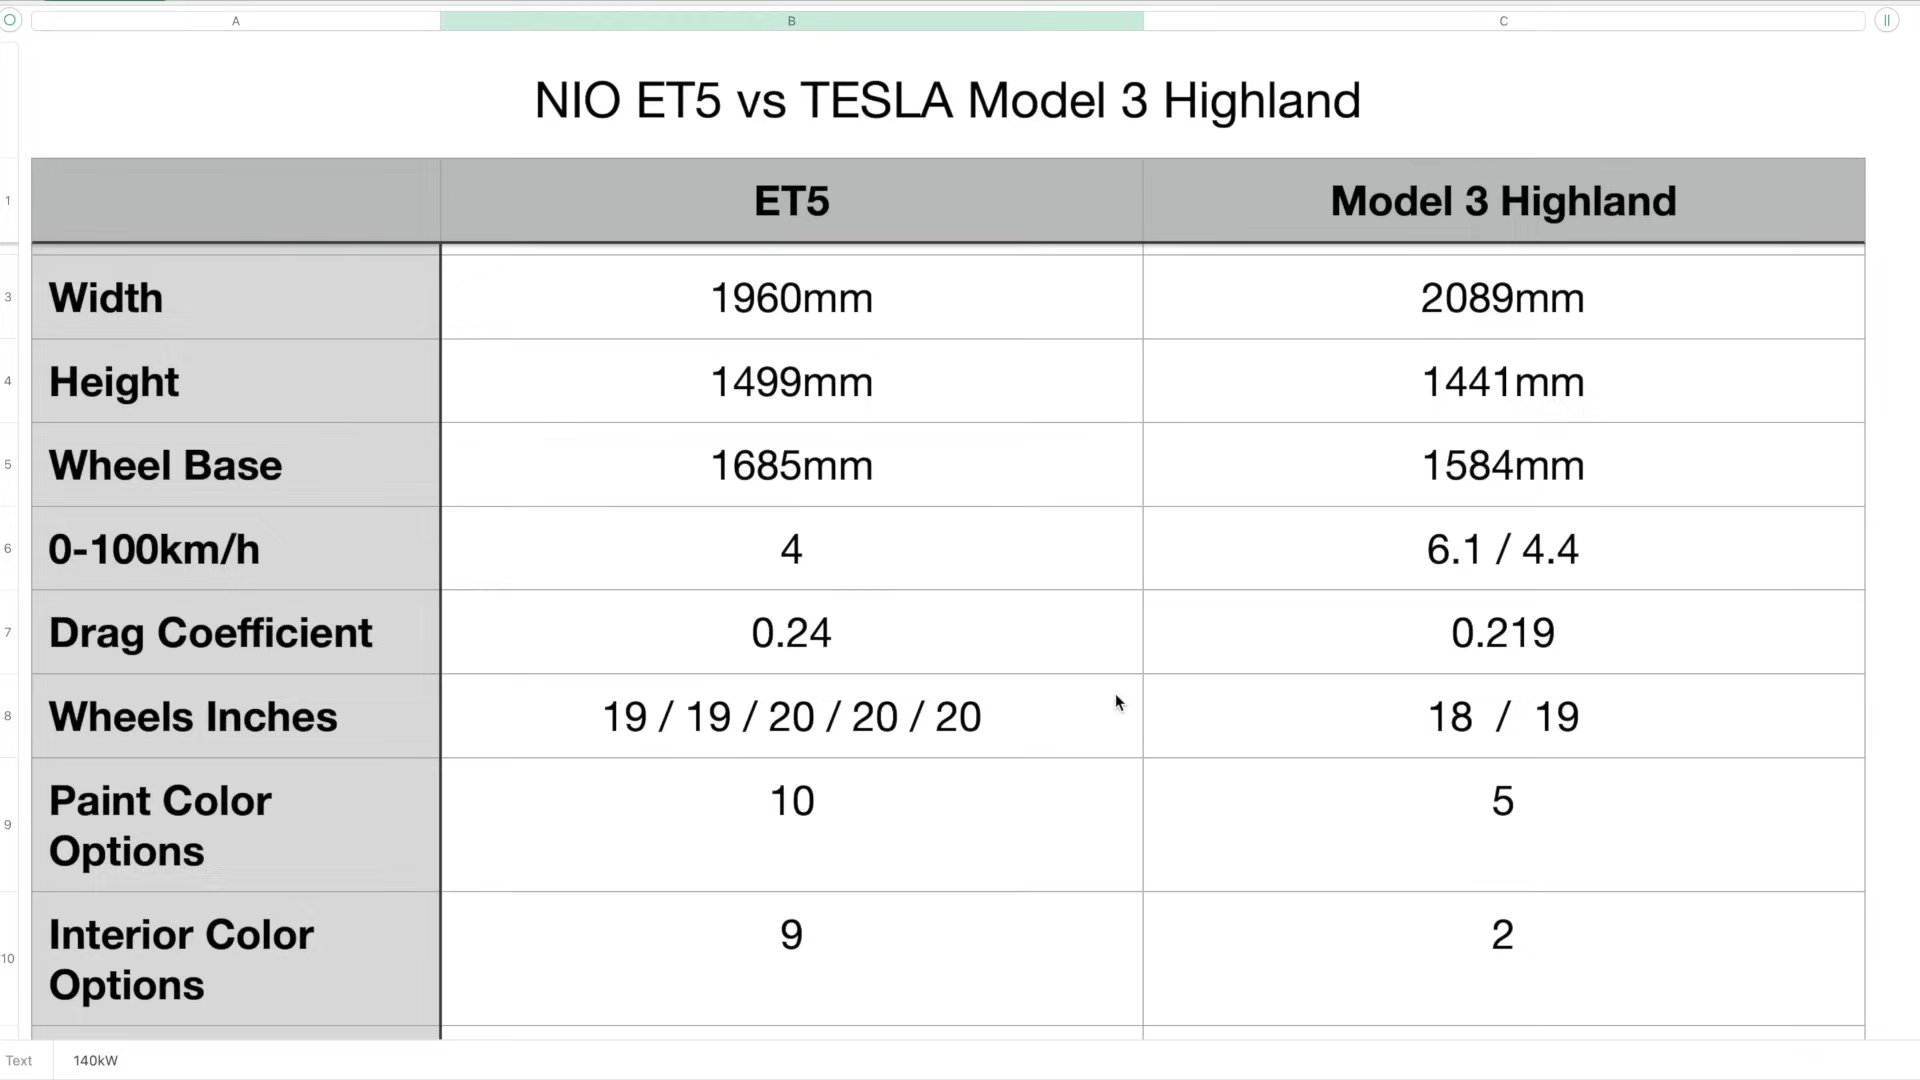 A B C
NIO ET5 vs TESLA Model 3 Highland
1 ET5 Model 3 Highland
3 Width 1960mm 2089mm
4 Height 1499mm 1441mm
5 Wheel Base 1685mm 1584mm
6 0-100km/h 4 6.1 / 4.4
7 Drag Coefficient 0.24 0.219
8 Wheels Inches 19 / 19 / 20 / 20 / 20 18 / 19
9 Paint Color 10 5
Options
10 Interior Color 9 2
Options
Text 140kW